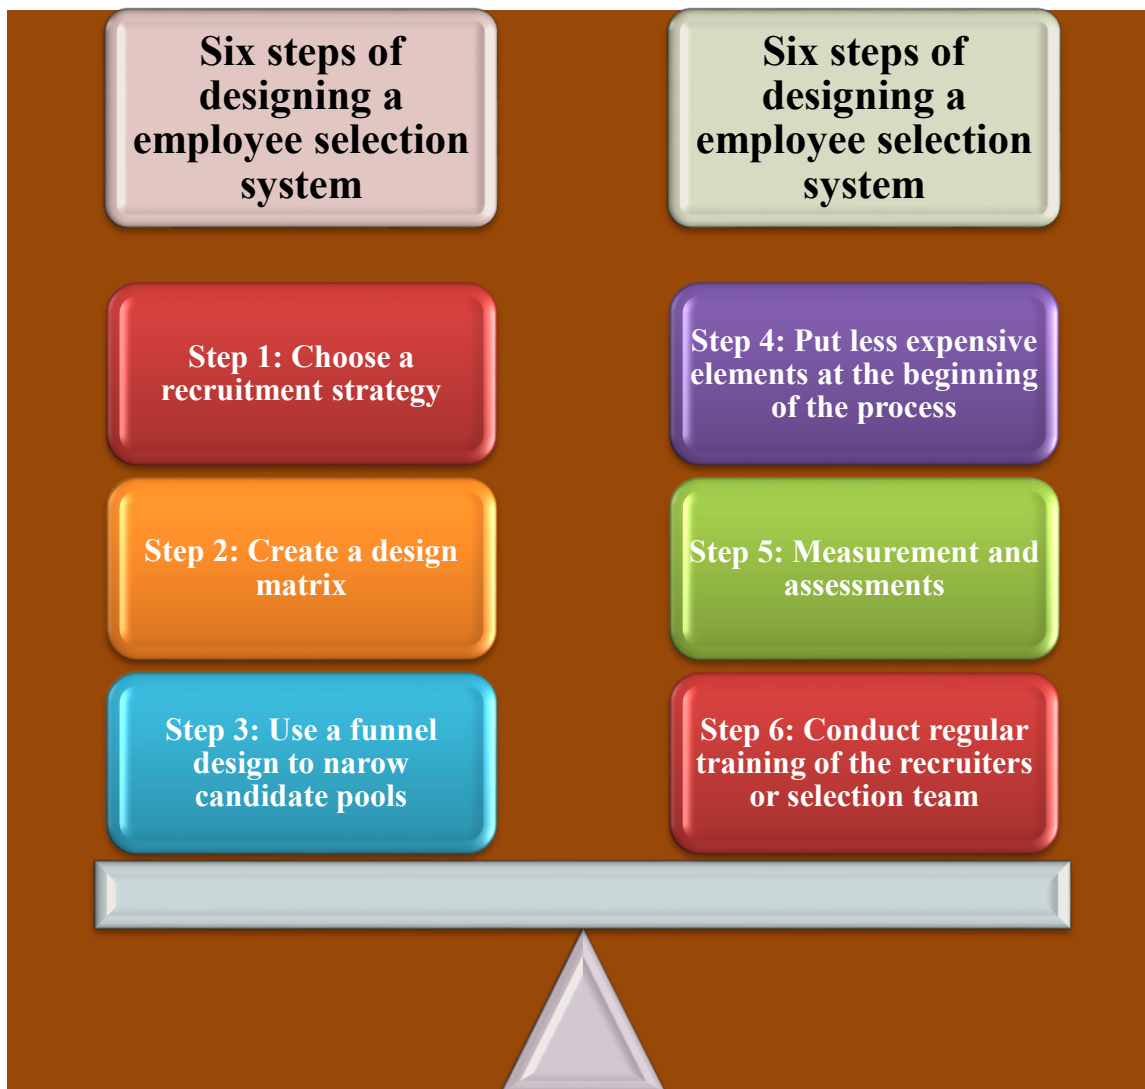 Six steps of
designing a
employee selection
system
Step 1: Choose a
recruitment strategy
Step 2: Create a design
matrix
Step 3: Use a funnel
design to narow
candidate pools
Six steps of
designing a
employee selection
system
Step 4: Put less expensive
elements at the beginning
of the process
Step 5: Measurement and
assessments
Step 6: Conduct regular
training of the recruiters
or selection team